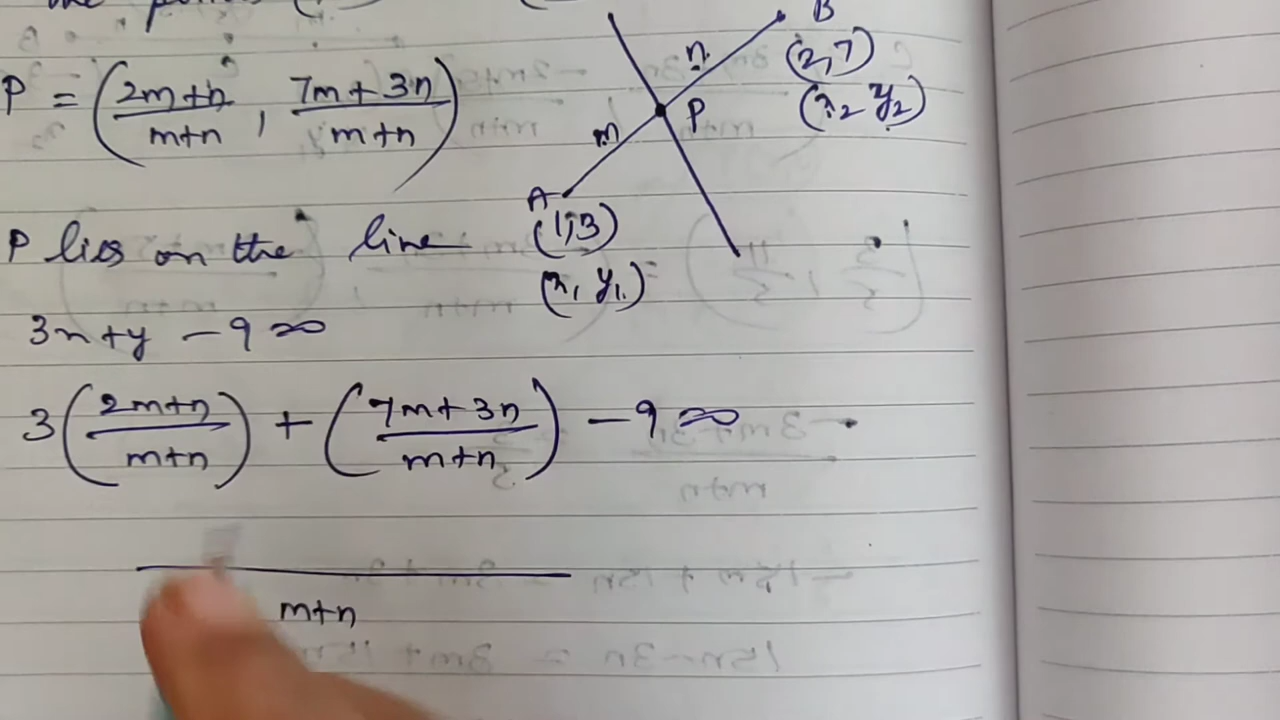 the
P = (2m+n / m+n , 7m+3n / m+n)
B
(2,7)
(x2 y2)
n
P
m
A
(1,3)
(x1 y1)
P lies on the line
3x+y -9=0
3(2m+n / m+n) + (7m+3n / m+n) -9=0
m+n